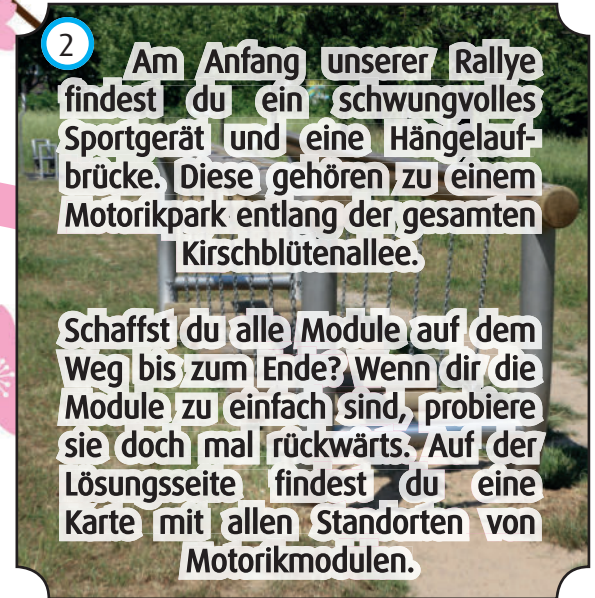 2
Am Anfang unserer Rallye
findest du ein schwungvolles
Sportgerät und eine Hängelauf-
brücke. Diese gehören zu einem
Motorikpark entlang der gesamten
Kirschblütenallee.
Schaffst du alle Module auf dem
Weg bis zum Ende? Wenn dir die
Module zu einfach sind, probiere
sie doch mal rückwärts. Auf der
Lösungsseite findest du eine
Karte mit allen Standorten von
Motorikmodulen.